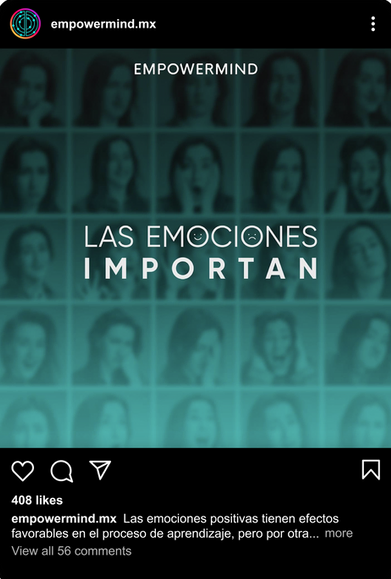 empowermind.mx
EMPOWERMIND
LAS EMOCIONES
IMPORTAN
408 likes
empowermind.mx Las emociones positivas tienen efectos
favorables en el proceso de aprendizaje, pero por otra... more
View all 56 comments